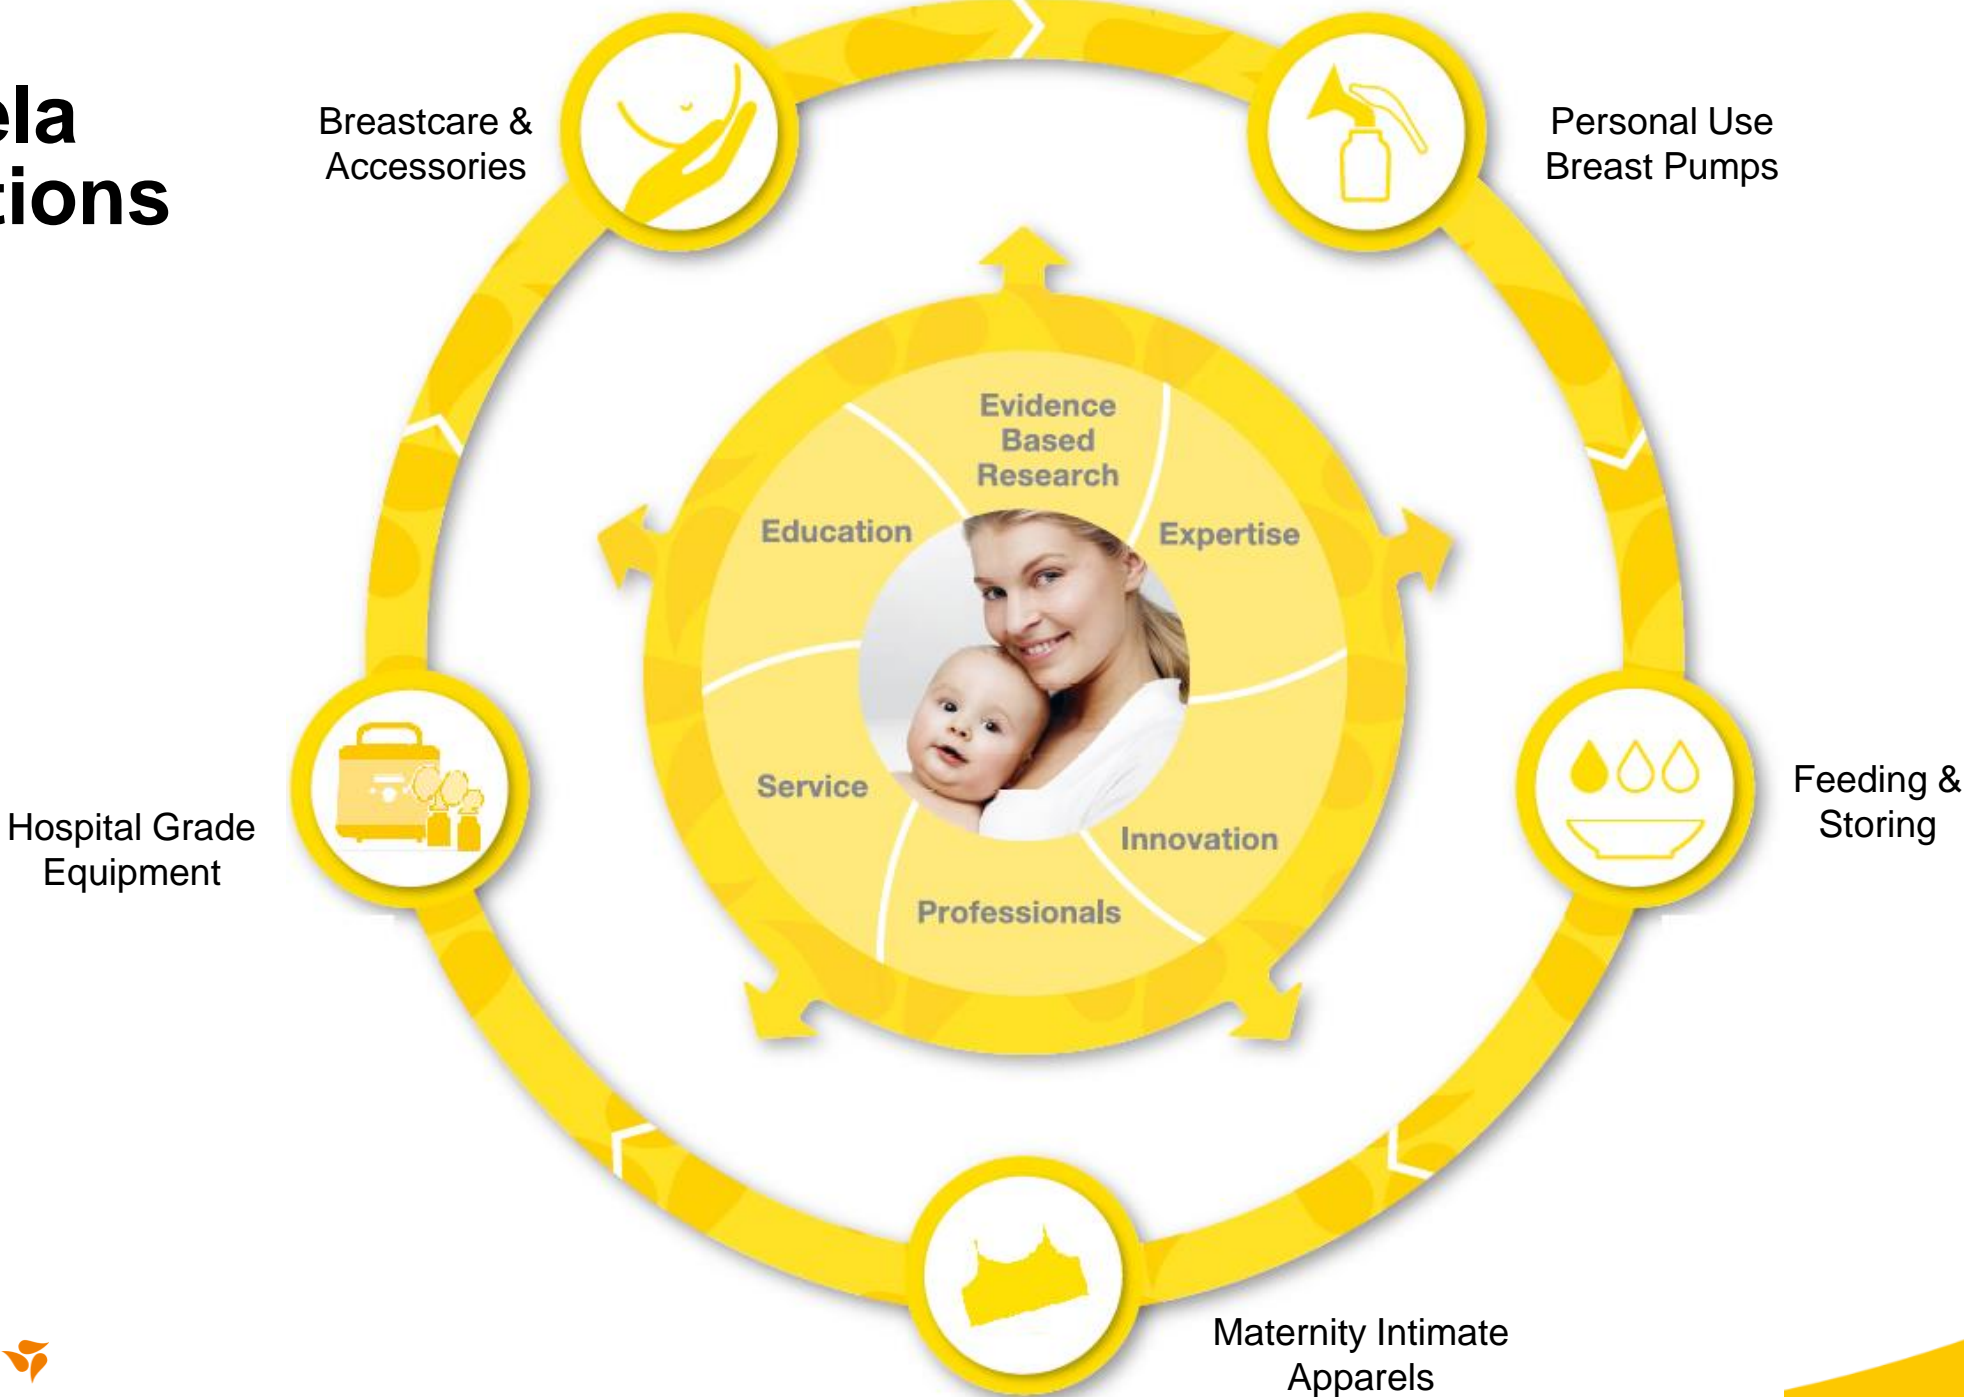 ela
tions
Breastcare &
Accessories
Personal Use
Breast Pumps
Evidence
Based
Research
Education
Expertise
Service
Innovation
Professionals
Hospital Grade
Equipment
Feeding &
Storing
Maternity Intimate
Apparels